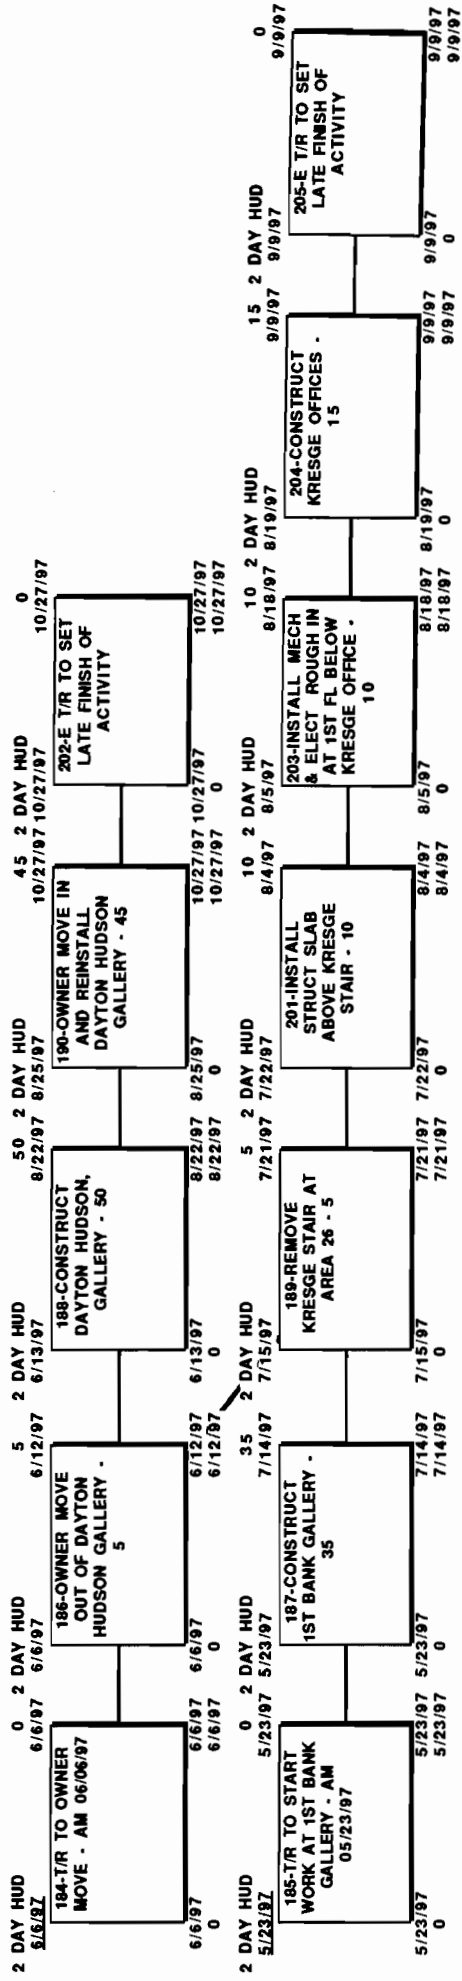 2 DAY HUD 0
6/6/97 6/6/97
184-T/R TO OWNER
MOVE - AM 06/06/97
6/6/97 6/6/97
0 6/6/97
2 DAY HUD 5
6/6/97 6/12/97
186-OWNER MOVE
OUT OF DAYTON
HUDSON GALLERY -
5
6/6/97 6/12/97
0 6/12/97
2 DAY HUD 50
6/13/97 8/22/97
188-CONSTRUCT
DAYTON HUDSON,
GALLERY - 50
6/13/97 8/22/97
0 8/22/97
2 DAY HUD 45
8/25/97 10/27/97
190-OWNER MOVE IN
AND REINSTALL
DAYTON HUDSON
GALLERY - 45
8/25/97 10/27/97
0 10/27/97
2 DAY HUD 0
10/27/97 10/27/97
202-E T/R TO SET
LATE FINISH OF
ACTIVITY
10/27/97 10/27/97
0 10/27/97
2 DAY HUD 0
5/23/97 5/23/97
185-T/R TO START
WORK AT 1ST BANK
GALLERY - AM
05/23/97
5/23/97 5/23/97
0 5/23/97
2 DAY HUD 35
5/23/97 7/14/97
187-CONSTRUCT
1ST BANK GALLERY -
35
5/23/97 7/14/97
0 7/14/97
2 DAY HUD 5
7/15/97 7/21/97
189-REMOVE
KRESGE STAIR AT
AREA 26 - 5
7/15/97 7/21/97
0 7/21/97
2 DAY HUD 10
7/22/97 8/4/97
201-INSTALL
STRUCT SLAB
ABOVE KRESGE
STAIR - 10
7/22/97 8/4/97
0 8/4/97
2 DAY HUD 10
8/5/97 8/18/97
203-INSTALL MECH
& ELECT ROUGH IN
AT 1ST FL BELOW
KRESGE OFFICE -
10
8/5/97 8/18/97
0 8/18/97
2 DAY HUD 15
8/19/97 9/9/97
204-CONSTRUCT
KRESGE OFFICES -
15
8/19/97 9/9/97
0 9/9/97
2 DAY HUD 0
9/9/97 9/9/97
205-E T/R TO SET
LATE FINISH OF
ACTIVITY
9/9/97 9/9/97
0 9/9/97